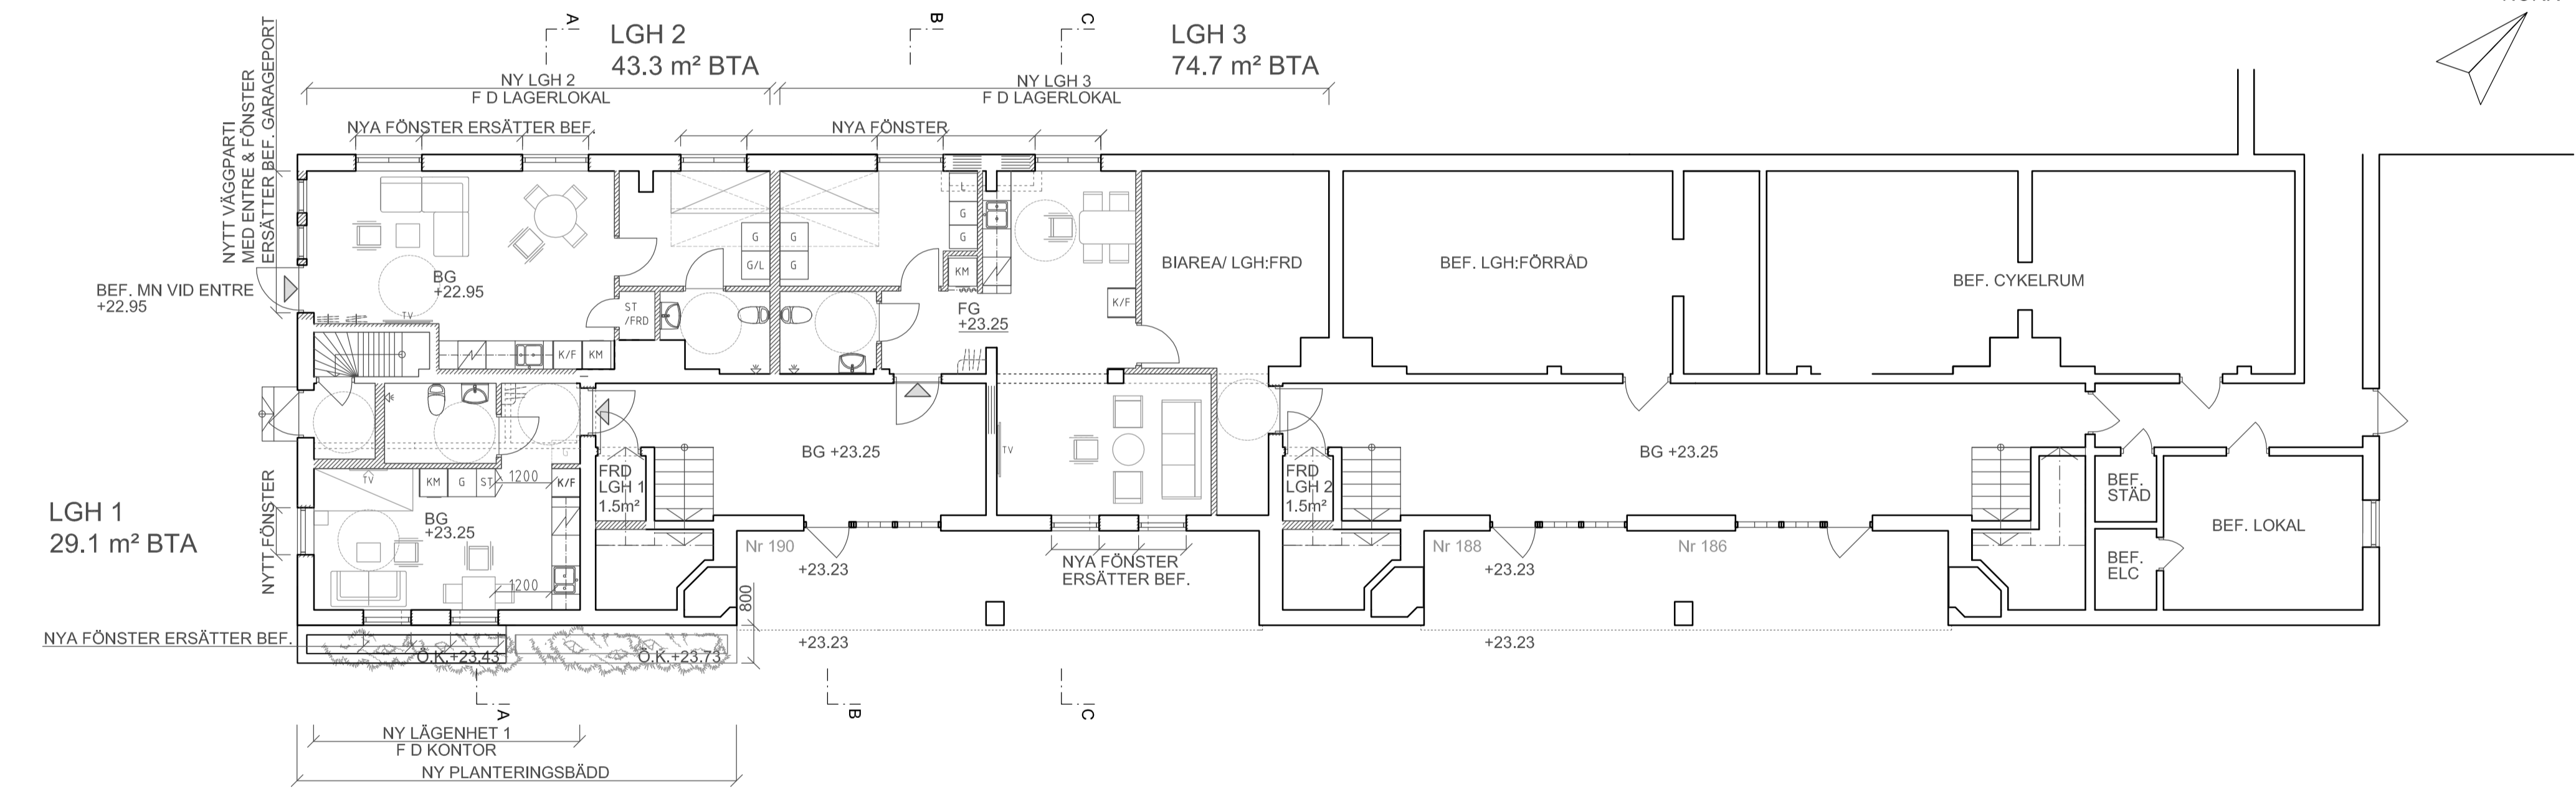 A
B
C
LGH 2
43.3 m² BTA
LGH 3
74.7 m² BTA
NY LGH 2
F D LAGERLOKAL
NY LGH 3
F D LAGERLOKAL
NYA FÖNSTER ERSÄTTER BEF.
NYA FÖNSTER
NYTT VÄGGPARTI
MED ENTRE & FÖNSTER
ERSÄTTER BEF. GARAGEPORT
BEF. MN VID ENTRE
+22.95
BG
+22.95
TV
G
G/L
G
G
L
G
G
KM
ST
/FRD
K/F
KM
FG
+23.25
K/F
BIAREA/ LGH:FRD
BEF. LGH:FÖRRÅD
BEF. CYKELRUM
G
TV
KM
G
ST
1200
K/F
FRD
LGH 1
1.5m²
BG +23.25
TV
FRD
LGH 2
1.5m²
BG +23.25
BEF.
STÄD
BEF.
ELC
BEF. LOKAL
LGH 1
29.1 m² BTA
NYTT FÖNSTER
BG
+23.25
1200
Nr 190
+23.23
NYA FÖNSTER
ERSÄTTER BEF.
Nr 188
+23.23
Nr 186
800
NYA FÖNSTER ERSÄTTER BEF.
Ö.K.+23.43
Ö.K.+23.73
+23.23
+23.23
A
B
C
NY LÄGENHET 1
F D KONTOR
NY PLANTERINGSBÄDD